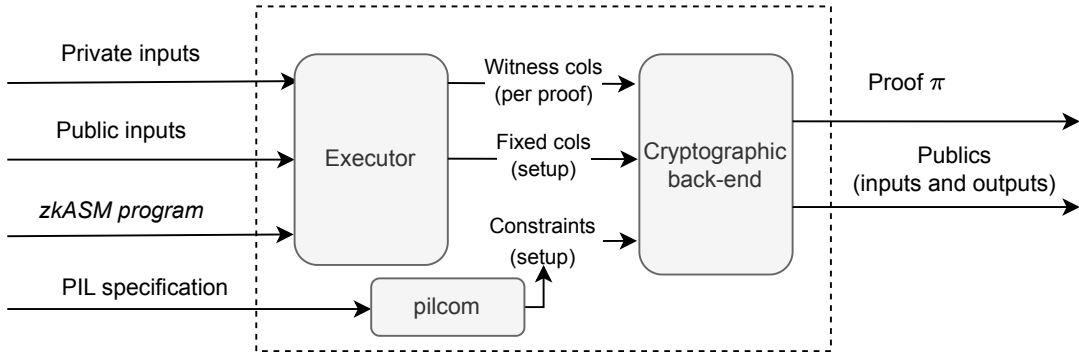 Private inputs
Public inputs
zkASM program
PIL specification
Executor
pilcom
Witness cols
(per proof)
Fixed cols
(setup)
Constraints
(setup)
Cryptographic
back-end
Proof π
Publics
(inputs and outputs)